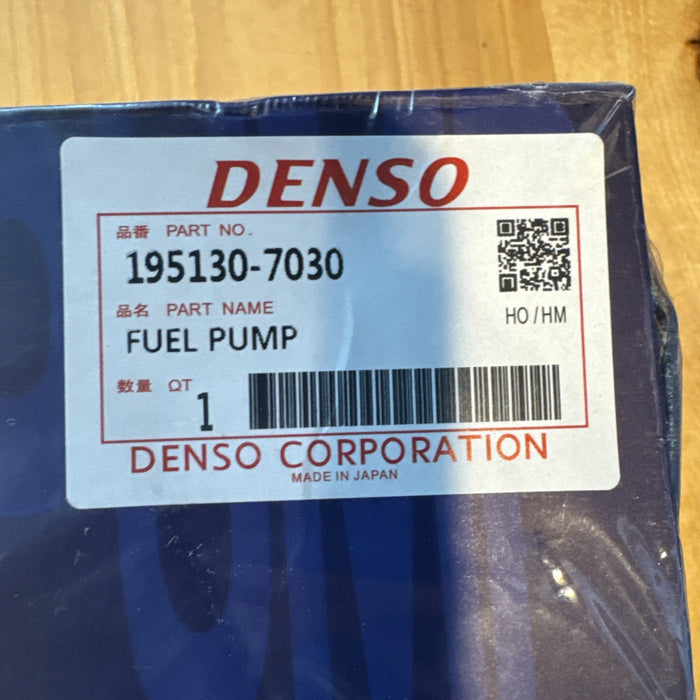 DENSO
品番 PART NO.
195130-7030
品名 PART NAME
FUEL PUMP
HO/HM
数量 QT
1
DENSO CORPORATION
MADE IN JAPAN